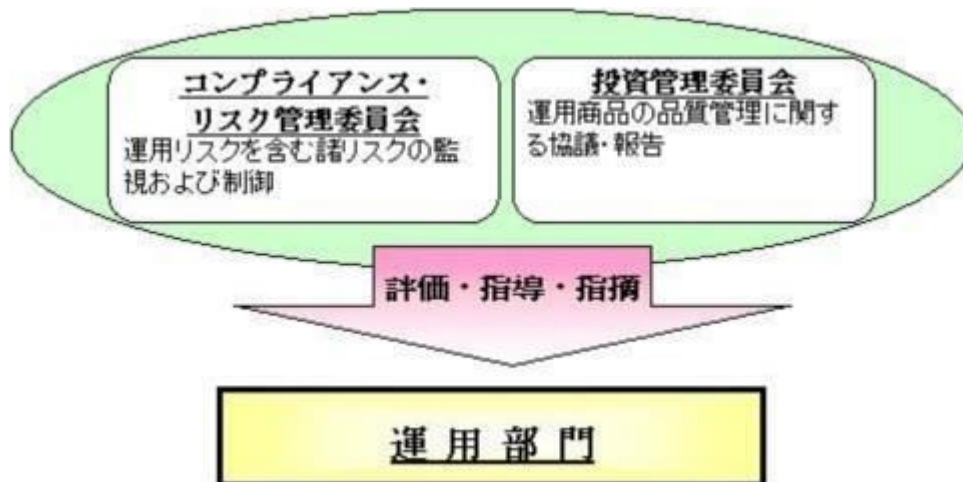 コンプライアンス・
リスク管理委員会
運用リスクを含む諸リスクの監
視および制御
投資管理委員会
運用商品の品質管理に関す
る協議・報告
評価・指導・指摘
運用部門